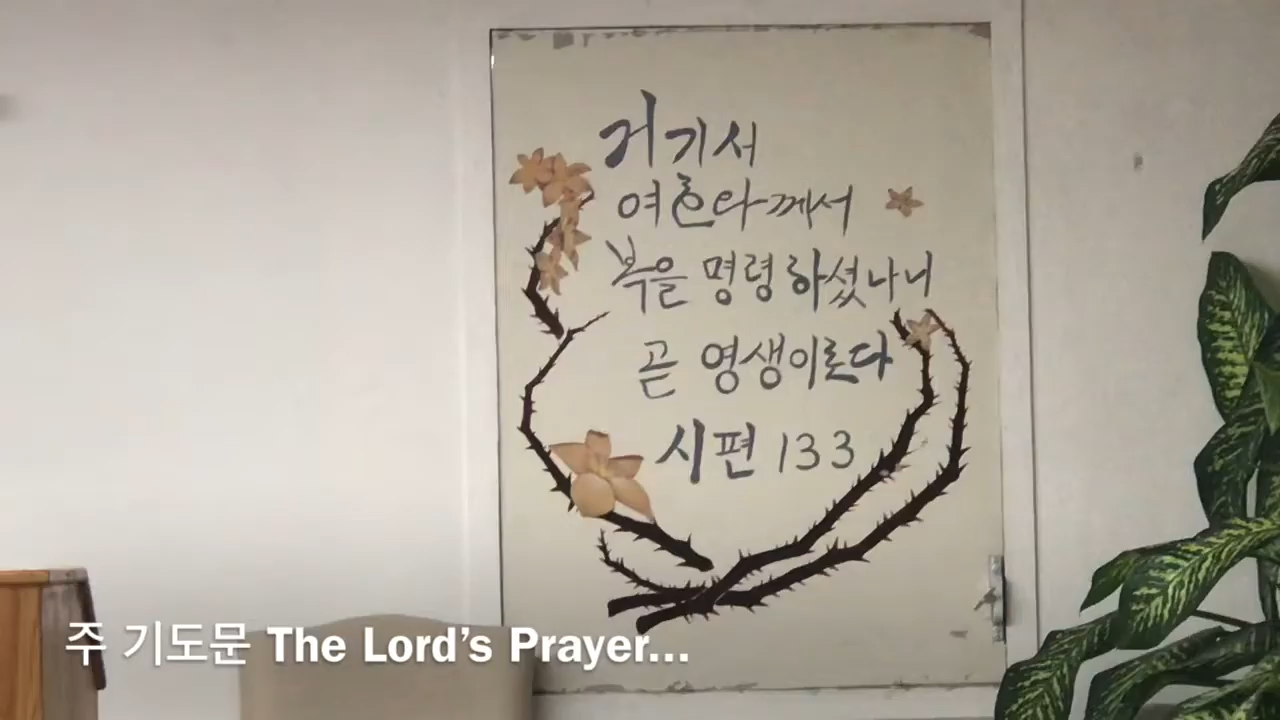 거기서
여호와께서
복을 명령하셨나니
곧 영생이로다
시편 133
주 기도문 The Lord's Prayer...